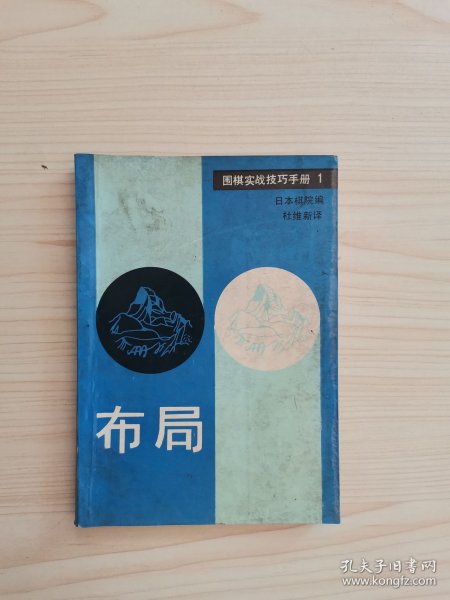 围棋实战技巧手册 1
日本棋院编
杜维新译
布局
孔夫子旧书网
www.kongfz.com